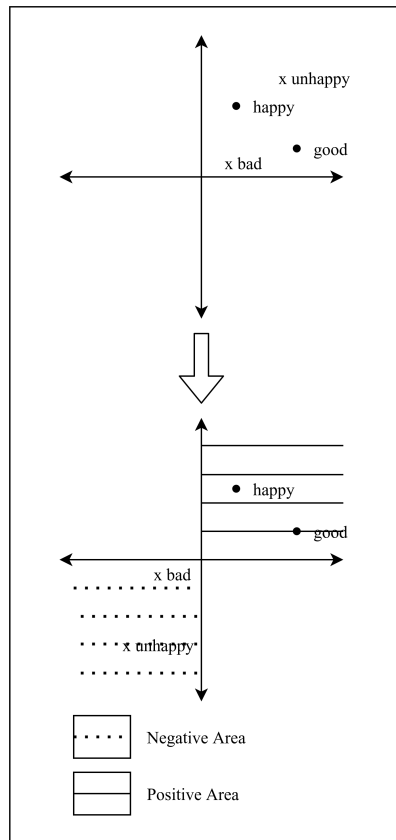 x unhappy
happy
good
x bad
happy
good
x bad
x unhappy
Negative Area
Positive Area